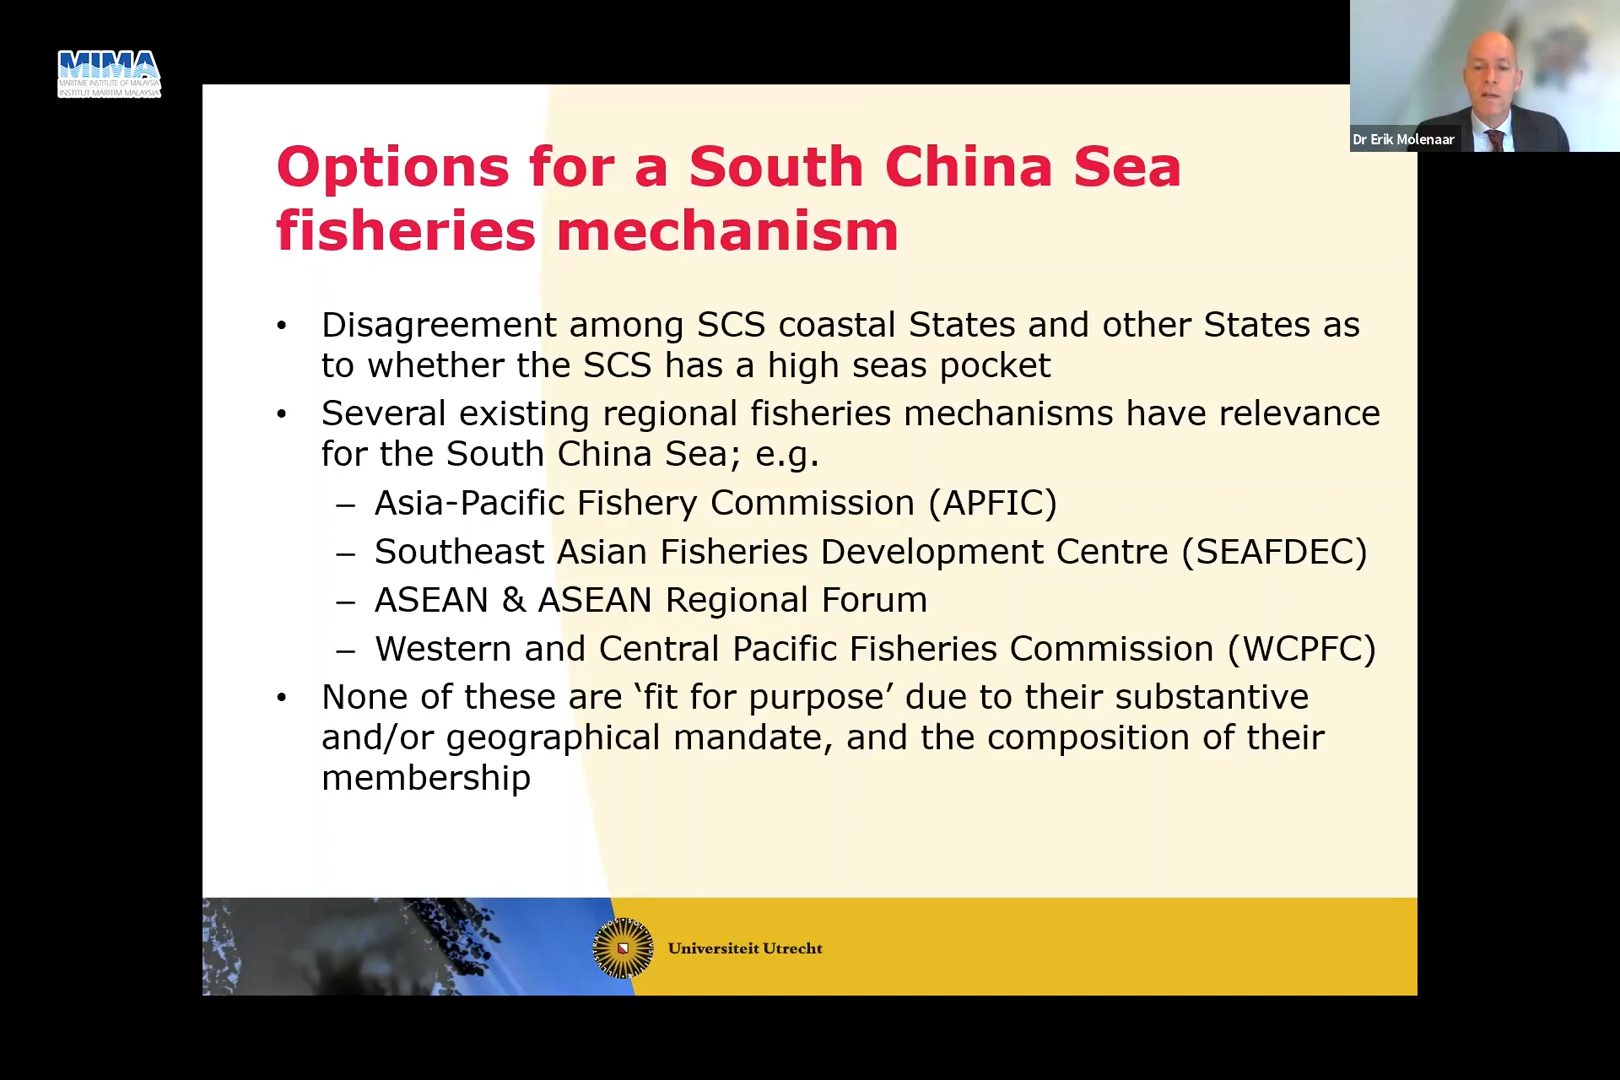 MIMA
MARITIME INSTITUTE OF MALAYSIA
INSTITUT MARITIM MALAYSIA
Dr Erik Molenaar
Options for a South China Sea
fisheries mechanism
• Disagreement among SCS coastal States and other States as
to whether the SCS has a high seas pocket
• Several existing regional fisheries mechanisms have relevance
for the South China Sea; e.g.
– Asia-Pacific Fishery Commission (APFIC)
– Southeast Asian Fisheries Development Centre (SEAFDEC)
– ASEAN & ASEAN Regional Forum
– Western and Central Pacific Fisheries Commission (WCPFC)
• None of these are ‘fit for purpose’ due to their substantive
and/or geographical mandate, and the composition of their
membership
Universiteit Utrecht